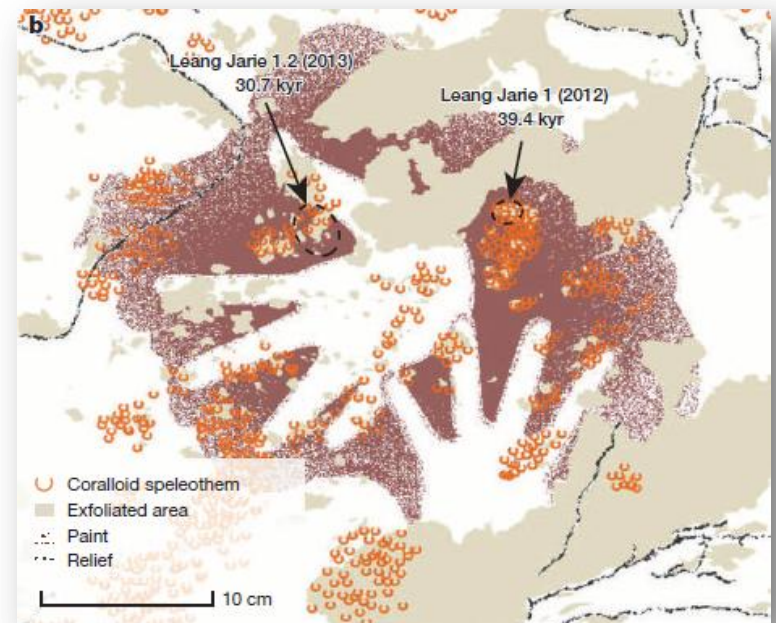 b
Leang Jarie 1.2 (2013)
30.7 kyr
Leang Jarie 1 (2012)
39.4 kyr
Coralloid speleothem
Exfoliated area
Paint
Relief
10 cm